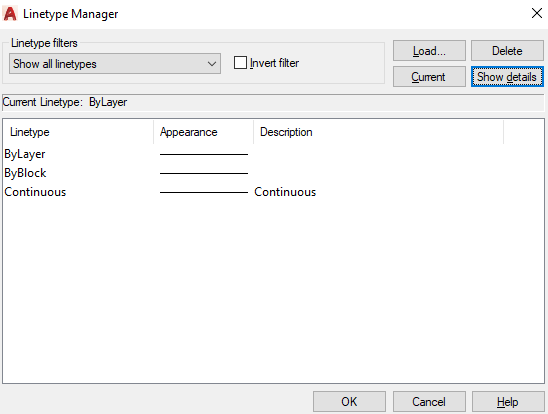 Linetype Manager
Linetype filters
Show all linetypes
Invert filter
Load...
Delete
Current
Show details
Current Linetype: ByLayer
Linetype Appearance Description
ByLayer
ByBlock
Continuous Continuous
OK Cancel Help